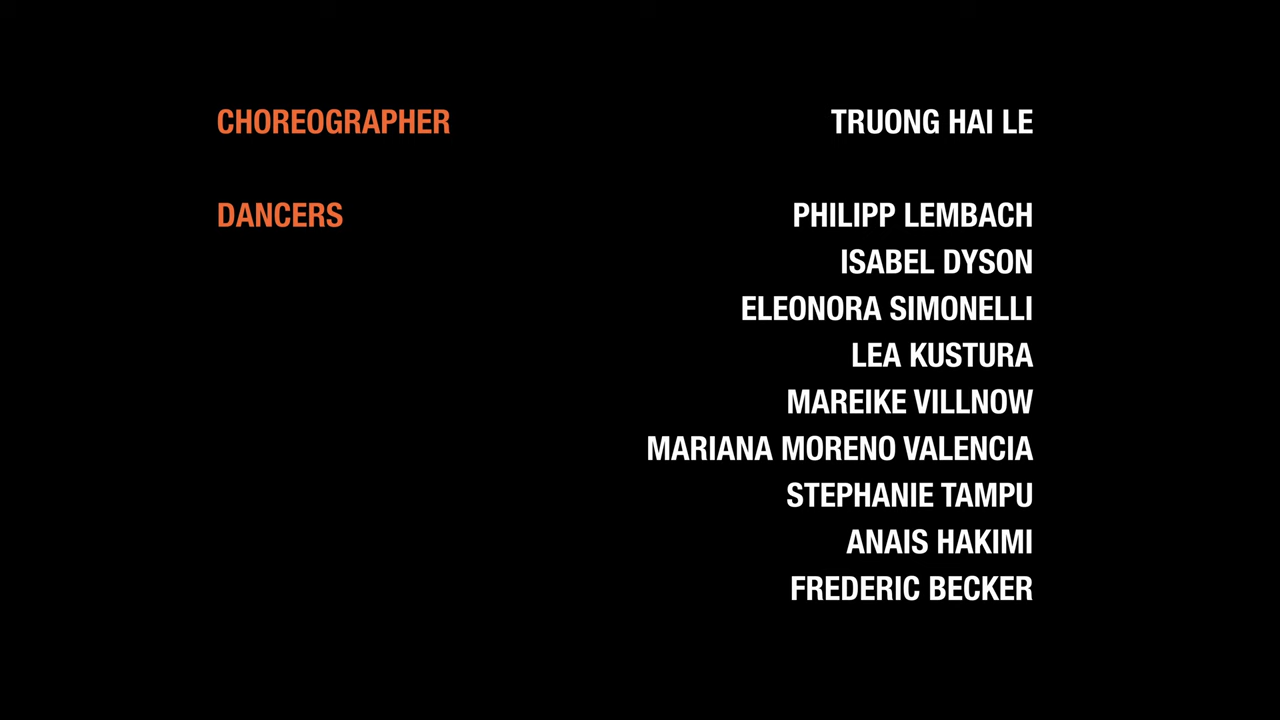 CHOREOGRAPHER TRUONG HAI LE
DANCERS PHILIPP LEMBACH
ISABEL DYSON
ELEONORA SIMONELLI
LEA KUSTURA
MAREIKE VILLNOW
MARIANA MORENO VALENCIA
STEPHANIE TAMPU
ANAIS HAKIMI
FREDERIC BECKER